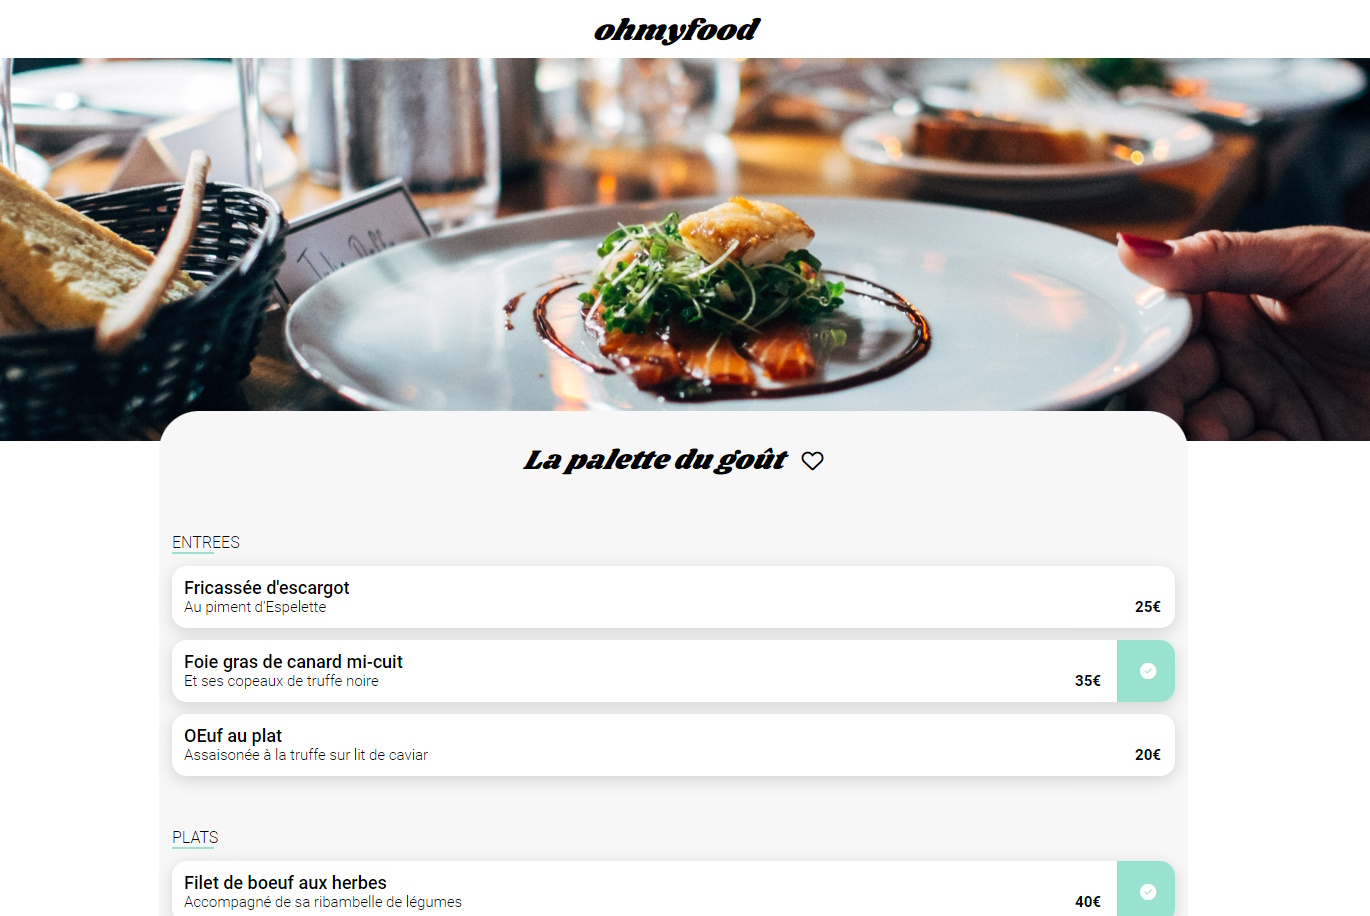 ohmyfood
La palette du goût
ENTREES
Fricassée d'escargot
Au piment d'Espelette
25€
Foie gras de canard mi-cuit
Et ses copeaux de truffe noire
35€
OEuf au plat
Assaisonée à la truffe sur lit de caviar
20€
PLATS
Filet de boeuf aux herbes
Accompagné de sa ribambelle de légumes
40€